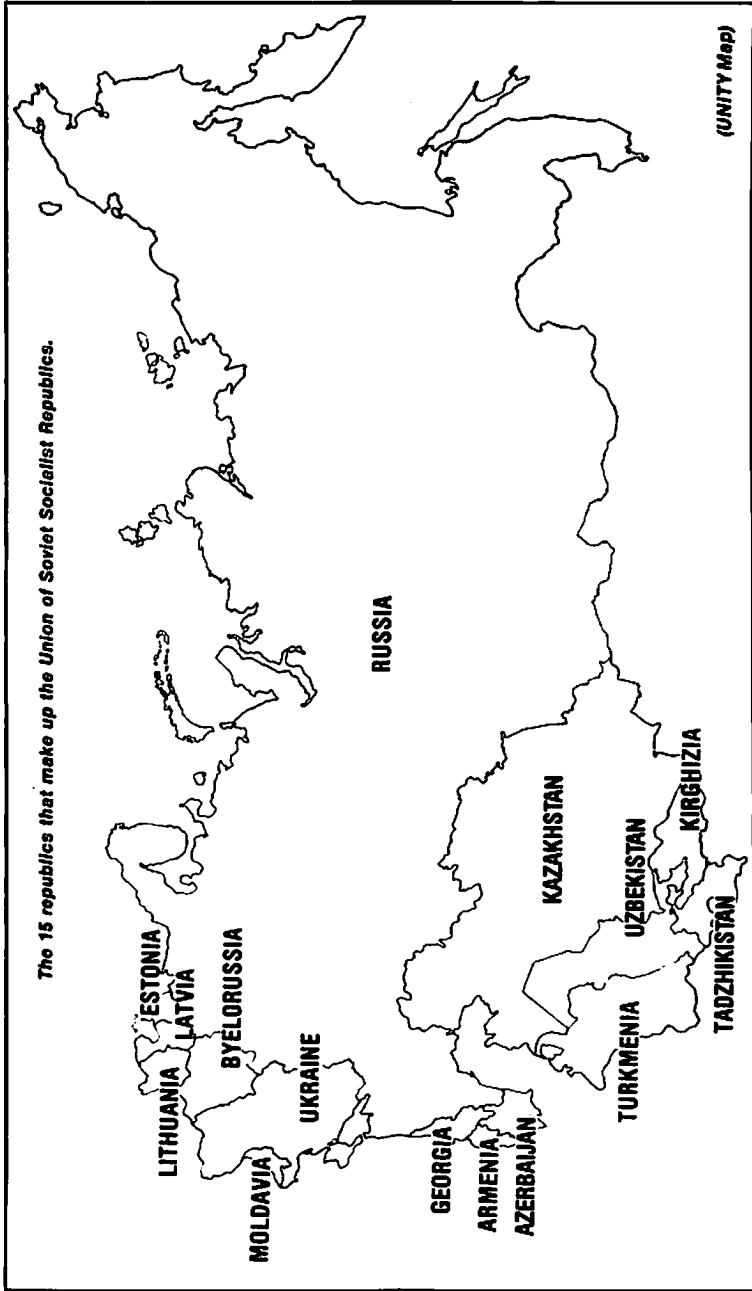 The 15 republics that make up the Union of Soviet Socialist Republics.
ESTONIA
LATVIA
LITHUANIA
BYELORUSSIA
UKRAINE
MOLDAVIA
RUSSIA
GEORGIA
ARMENIA
AZERBAIJAN
KAZAKHSTAN
UZBEKISTAN
TURKMENIA
KIRGHIZIA
TADZHIKISTAN
(UNITY Map)